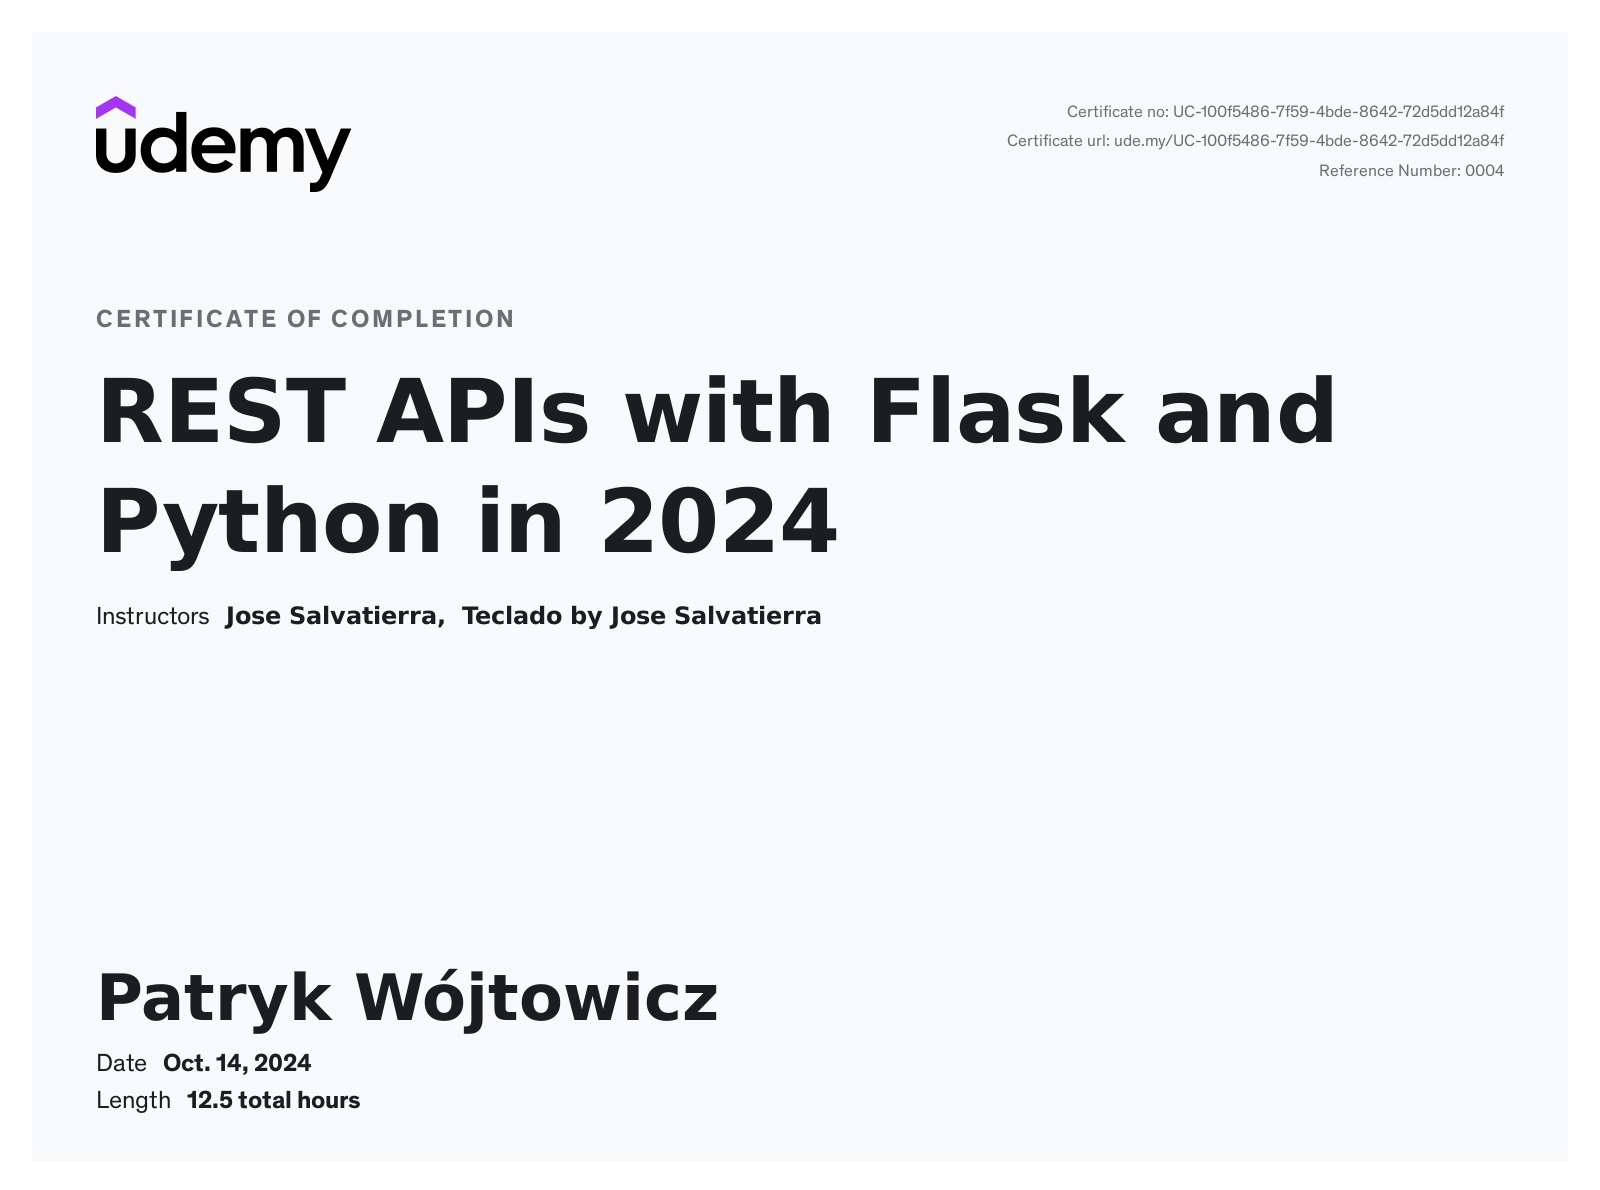 udemy
Certificate no: UC-100f5486-7f59-4bde-8642-72d5dd12a84f
Certificate url: ude.my/UC-100f5486-7f59-4bde-8642-72d5dd12a84f
Reference Number: 0004
CERTIFICATE OF COMPLETION
REST APIs with Flask and
Python in 2024
Instructors Jose Salvatierra, Teclado by Jose Salvatierra
Patryk Wójtowicz
Date Oct. 14, 2024
Length 12.5 total hours